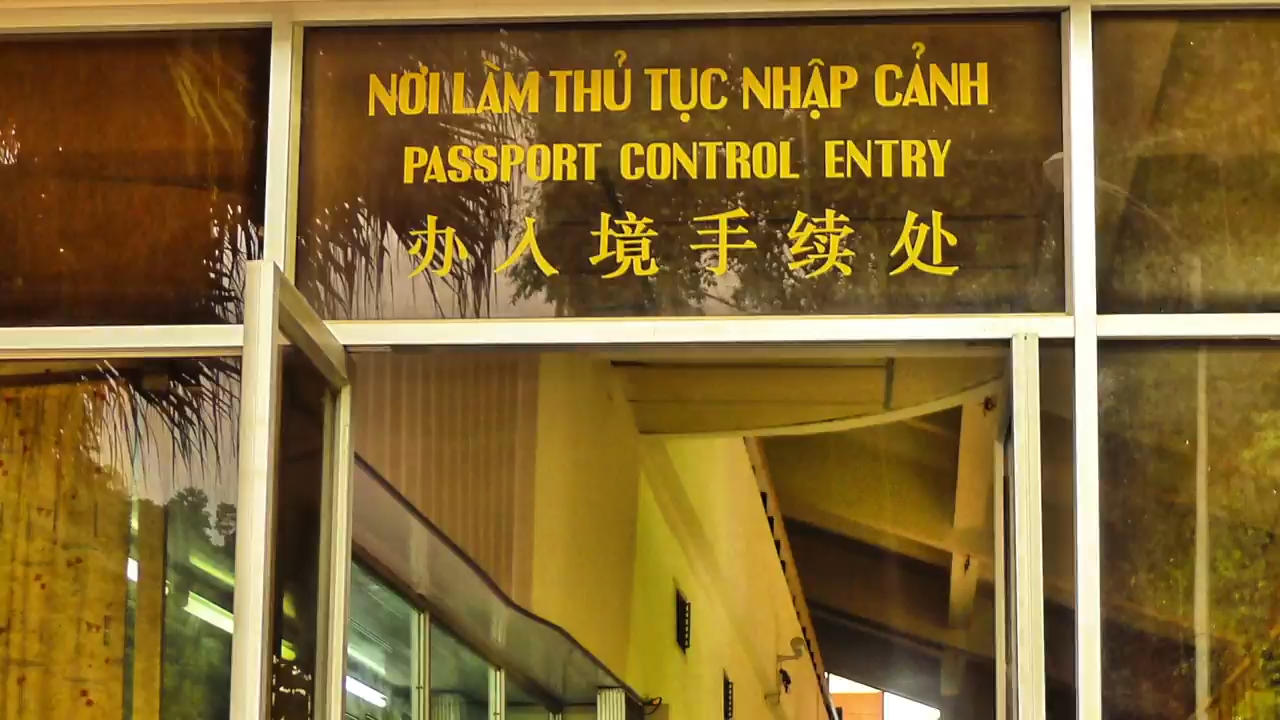 NƠI LÀM THỦ TỤC NHẬP CẢNH
PASSPORT CONTROL ENTRY
办入境手续处